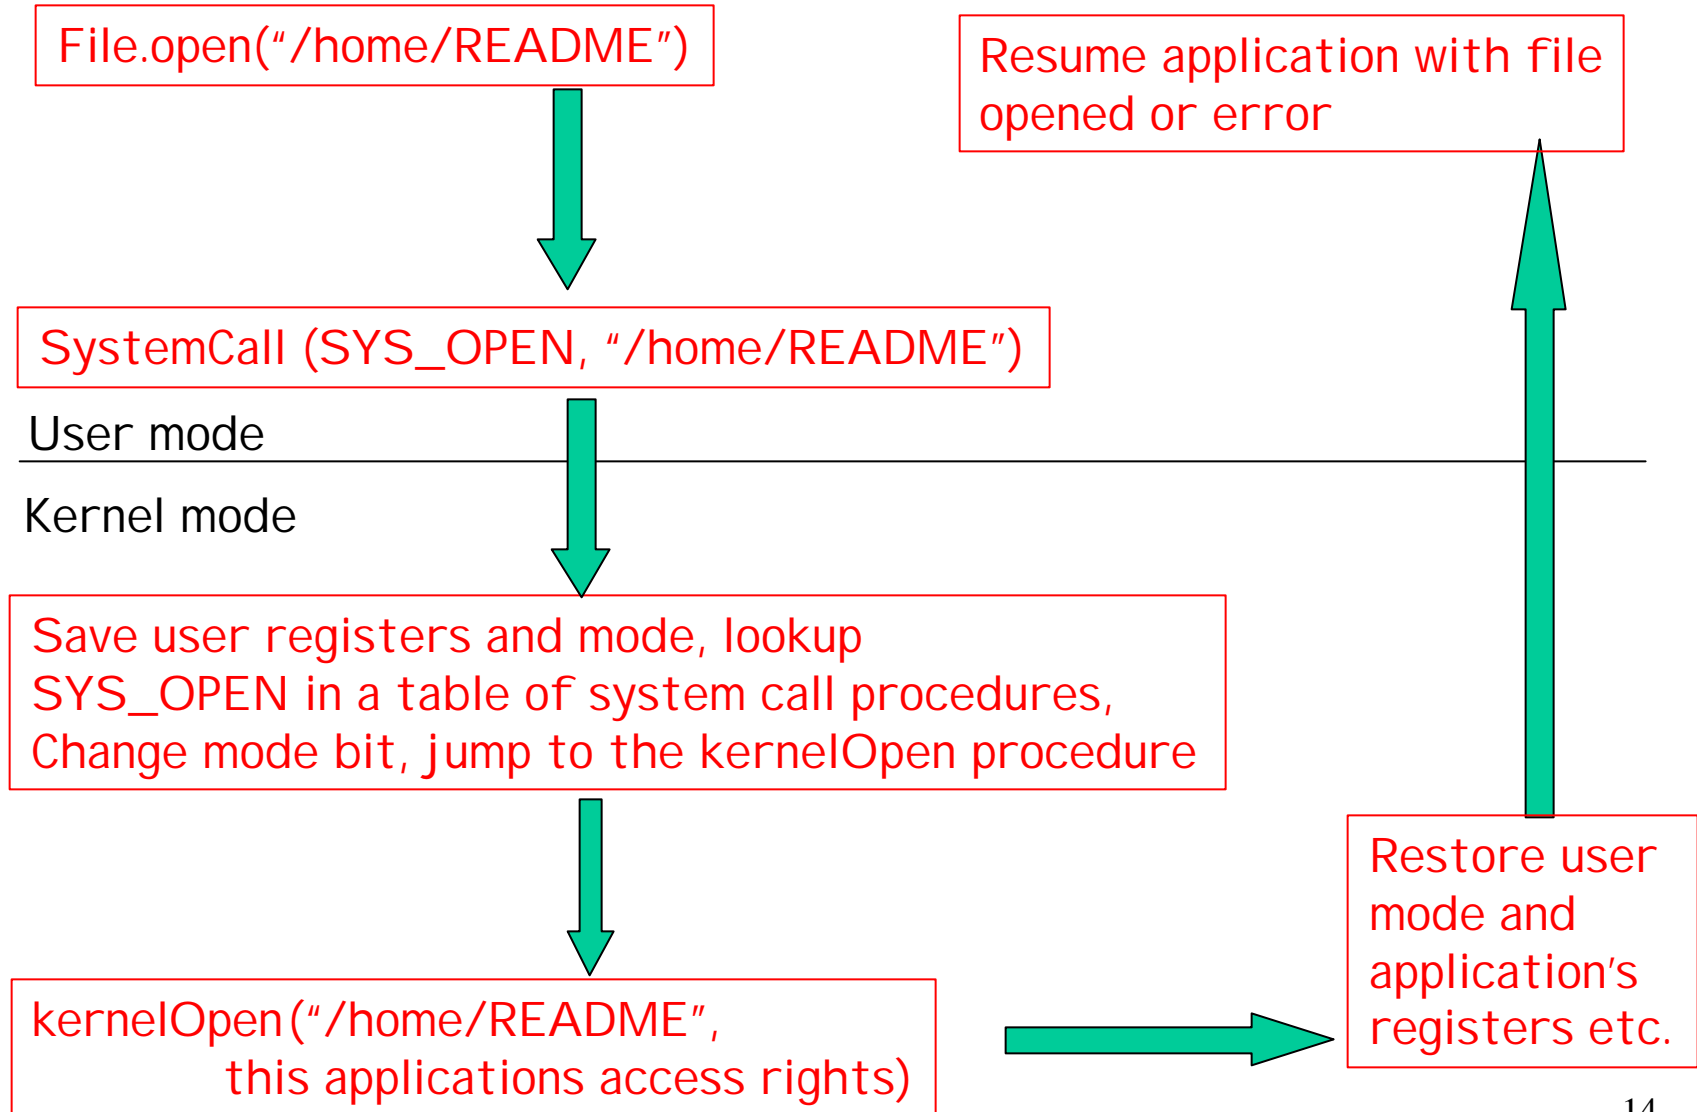 File.open(“/home/README”)
Resume application with file
opened or error
SystemCall (SYS_OPEN, “/home/README”)
User mode
Kernel mode
Save user registers and mode, lookup
SYS_OPEN in a table of system call procedures,
Change mode bit, jump to the kernelOpen procedure
Restore user
mode and
application’s
registers etc.
kernelOpen(“/home/README”,
this applications access rights)
14